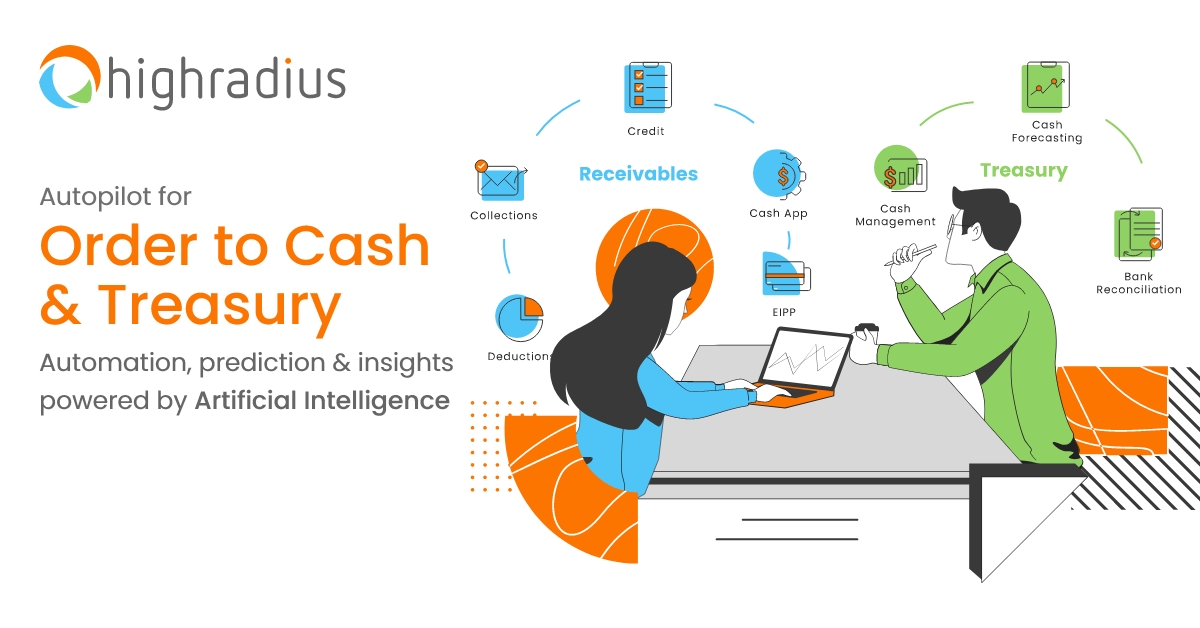 highradius
Autopilot for
Order to Cash
& Treasury
Automation, prediction & insights
powered by Artificial Intelligence
Receivables
Credit
Collections
Cash App
Deductions
EIPP
Treasury
Cash
Forecasting
Cash
Management
Bank
Reconciliation